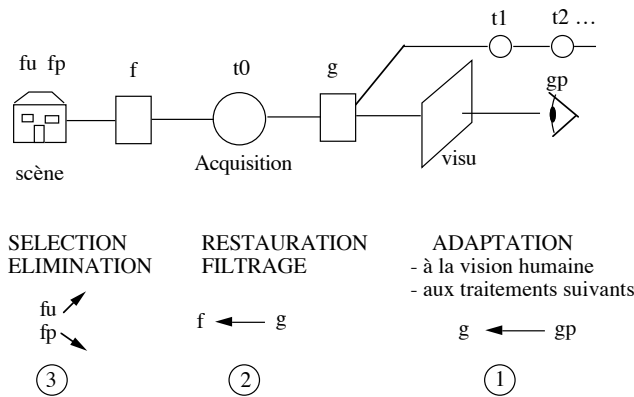 t1 t2 ...
fu fp f t0 g gp
Acquisition
scène
visu
SELECTION
ELIMINATION
fu
fp
3
RESTAURATION
FILTRAGE
f g
2
ADAPTATION
- à la vision humaine
- aux traitements suivants
g gp
1